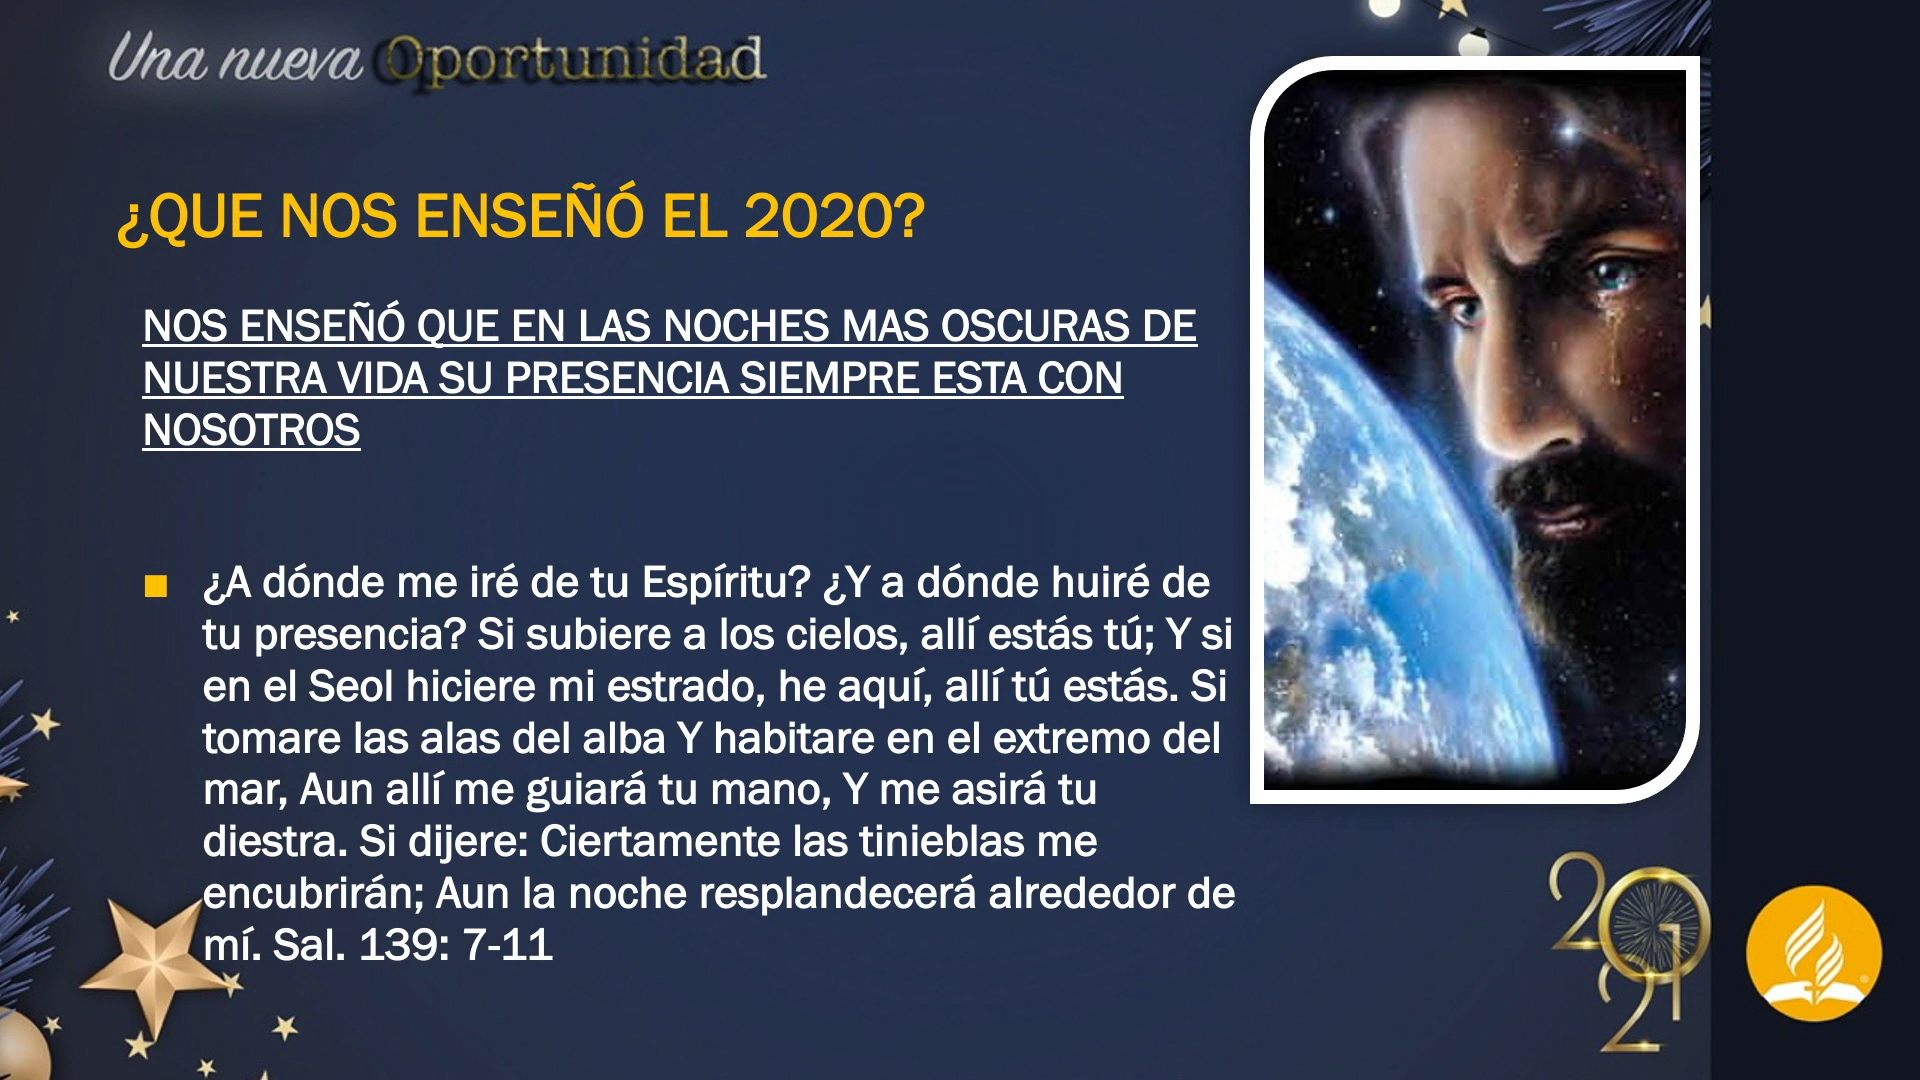 Una nueva Oportunidad
¿QUE NOS ENSEÑÓ EL 2020?
NOS ENSEÑÓ QUE EN LAS NOCHES MAS OSCURAS DE
NUESTRA VIDA SU PRESENCIA SIEMPRE ESTA CON
NOSOTROS
¿A dónde me iré de tu Espíritu? ¿Y a dónde huiré de
tu presencia? Si subiere a los cielos, allí estás tú; Y si
en el Seol hiciere mi estrado, he aquí, allí tú estás. Si
tomare las alas del alba Y habitare en el extremo del
mar, Aun allí me guiará tu mano, Y me asirá tu
diestra. Si dijere: Ciertamente las tinieblas me
encubrirán; Aun la noche resplandecerá alrededor de
mí. Sal. 139: 7-11
20
21